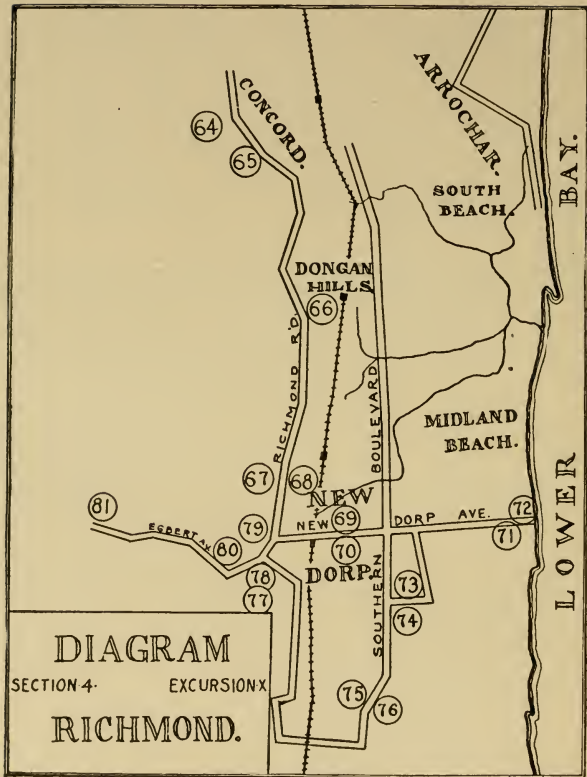 CONCORD.
ARROCHAR.
64
65
SOUTH
BEACH.
BAY.
DONGAN
HILLS
66
RICHMOND RD.
BOULEVARD
MIDLAND
BEACH.
LOWER
67
68
NEW
81
79
NEW
69
DORP AVE.
72
71
EGBERT AV.
80
70
DORP.
78
77
SOUTHERN
73
74
75
76
DIAGRAM
SECTION·4· EXCURSION·X
RICHMOND.